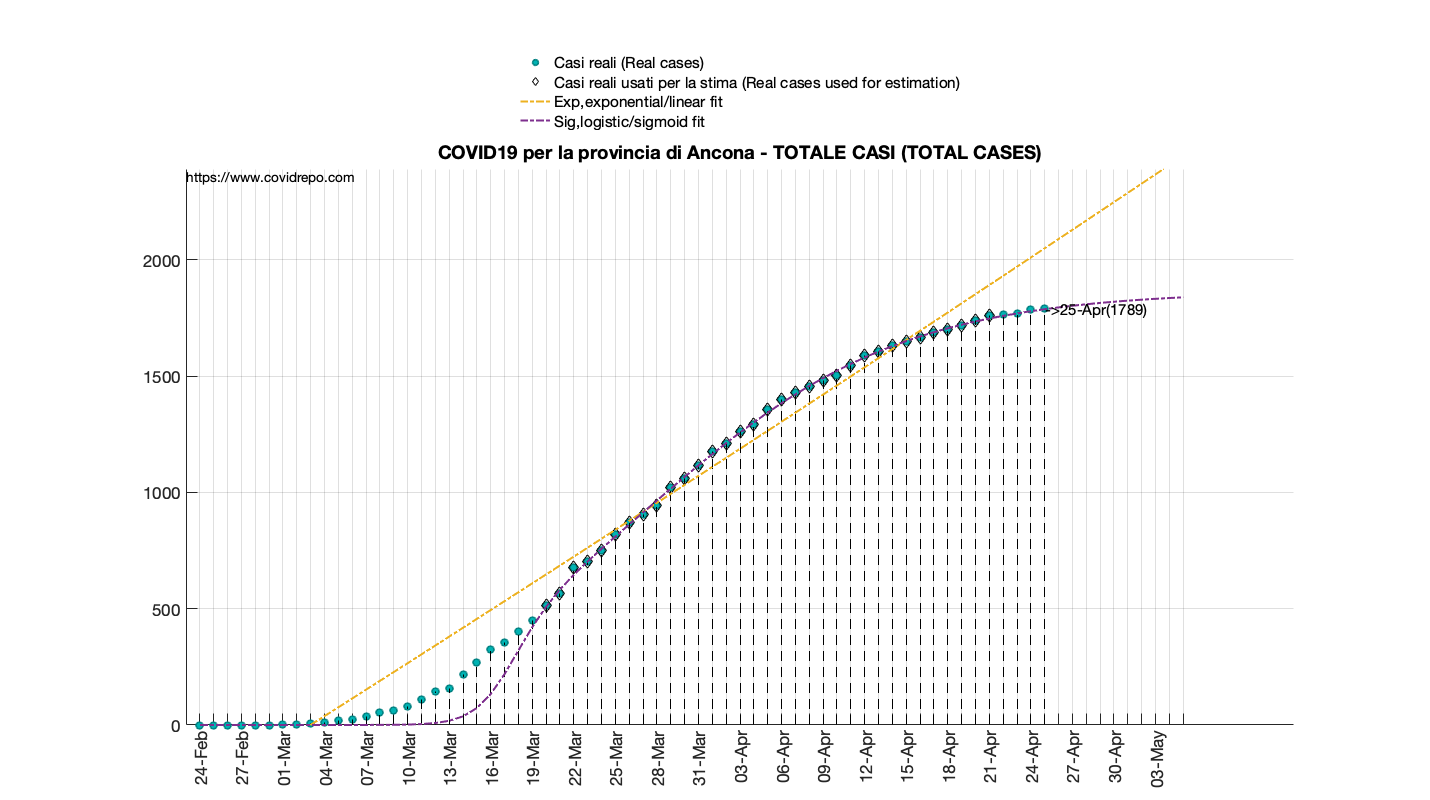 Casi reali (Real cases)
Casi reali usati per la stima (Real cases used for estimation)
Exp,exponential/linear fit
Sig,logistic/sigmoid fit
COVID19 per la provincia di Ancona - TOTALE CASI (TOTAL CASES)
https://www.covidrepo.com
2000
1500
1000
500
0
->25-Apr(1789)
24-Feb
27-Feb
01-Mar
04-Mar
07-Mar
10-Mar
13-Mar
16-Mar
19-Mar
22-Mar
25-Mar
28-Mar
31-Mar
03-Apr
06-Apr
09-Apr
12-Apr
15-Apr
18-Apr
21-Apr
24-Apr
27-Apr
30-Apr
03-May